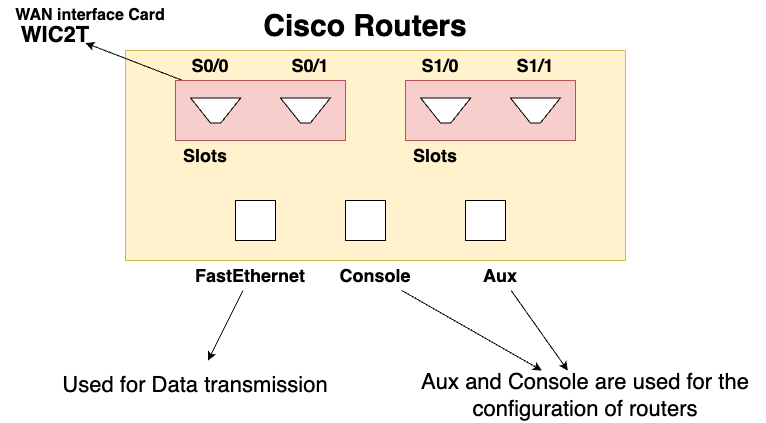 WAN interface Card
WIC2T
Cisco Routers
S0/0 S0/1 S1/0 S1/1
Slots Slots
FastEthernet Console Aux
Used for Data transmission
Aux and Console are used for the
configuration of routers